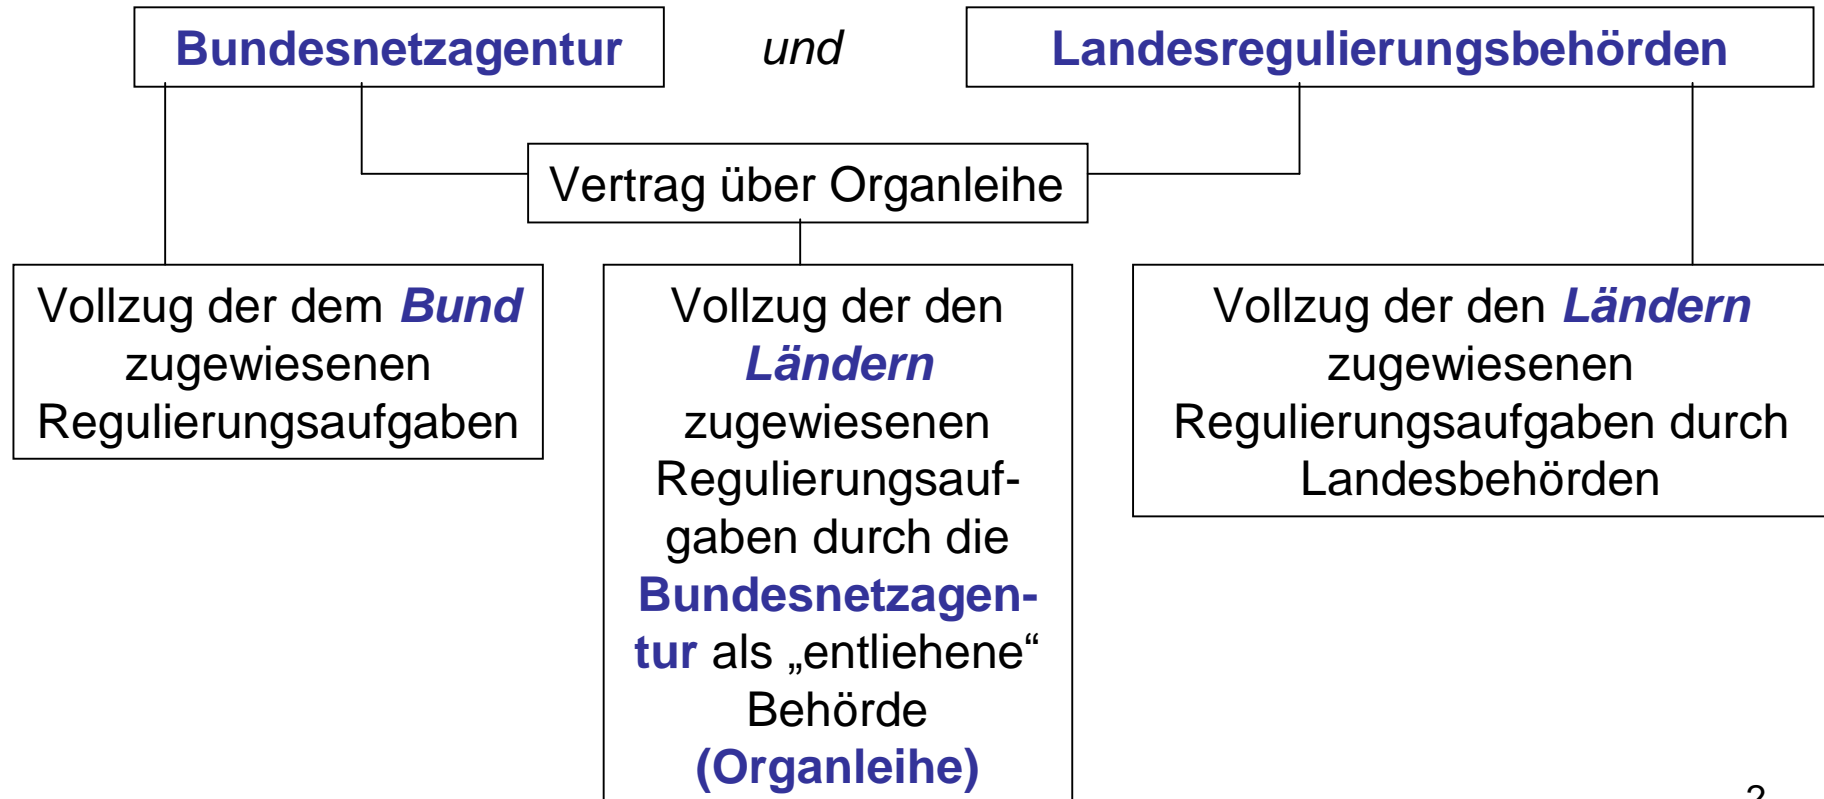 Bundesnetzagentur und Landesregulierungsbehörden
Vertrag über Organleihe
Vollzug der dem Bund
zugewiesenen
Regulierungsaufgaben
Vollzug der den
Ländern
zugewiesenen
Regulierungsauf-
gaben durch die
Bundesnetzagen-
tur als „entliehene“
Behörde
(Organleihe)
Vollzug der den Ländern
zugewiesenen
Regulierungsaufgaben durch
Landesbehörden
2